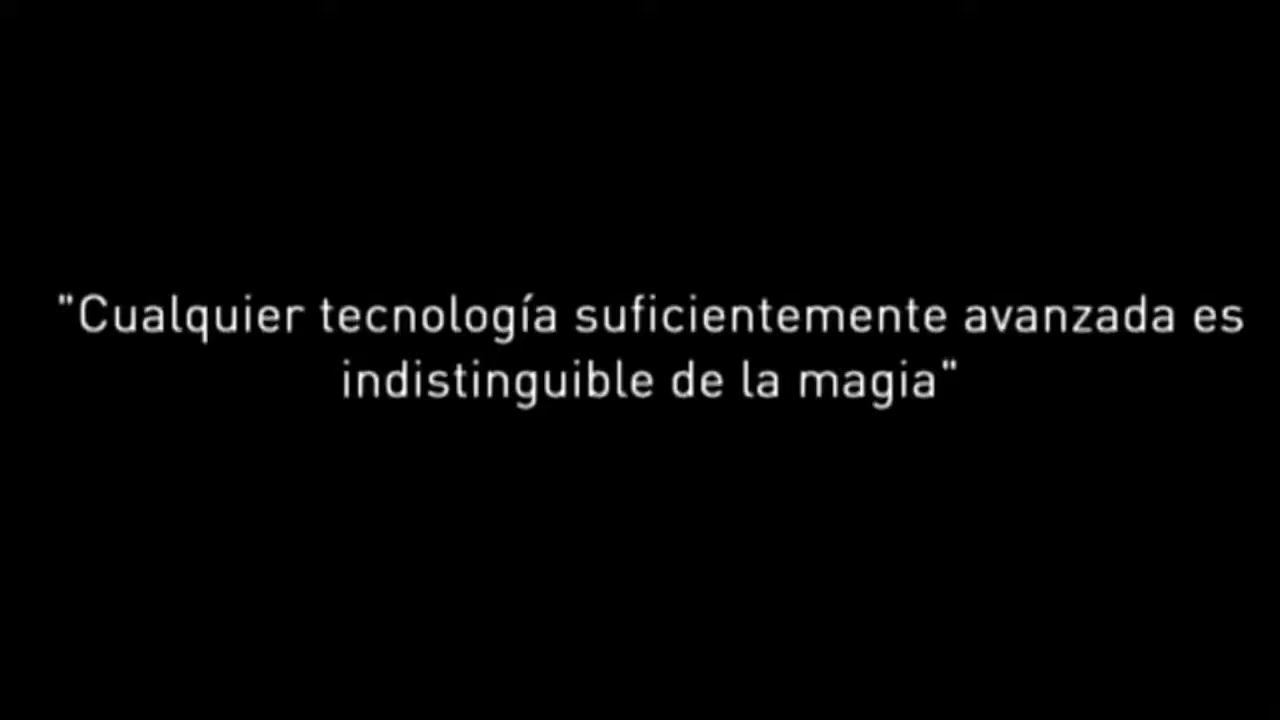 "Cualquier tecnología suficientemente avanzada es
indistinguible de la magia"